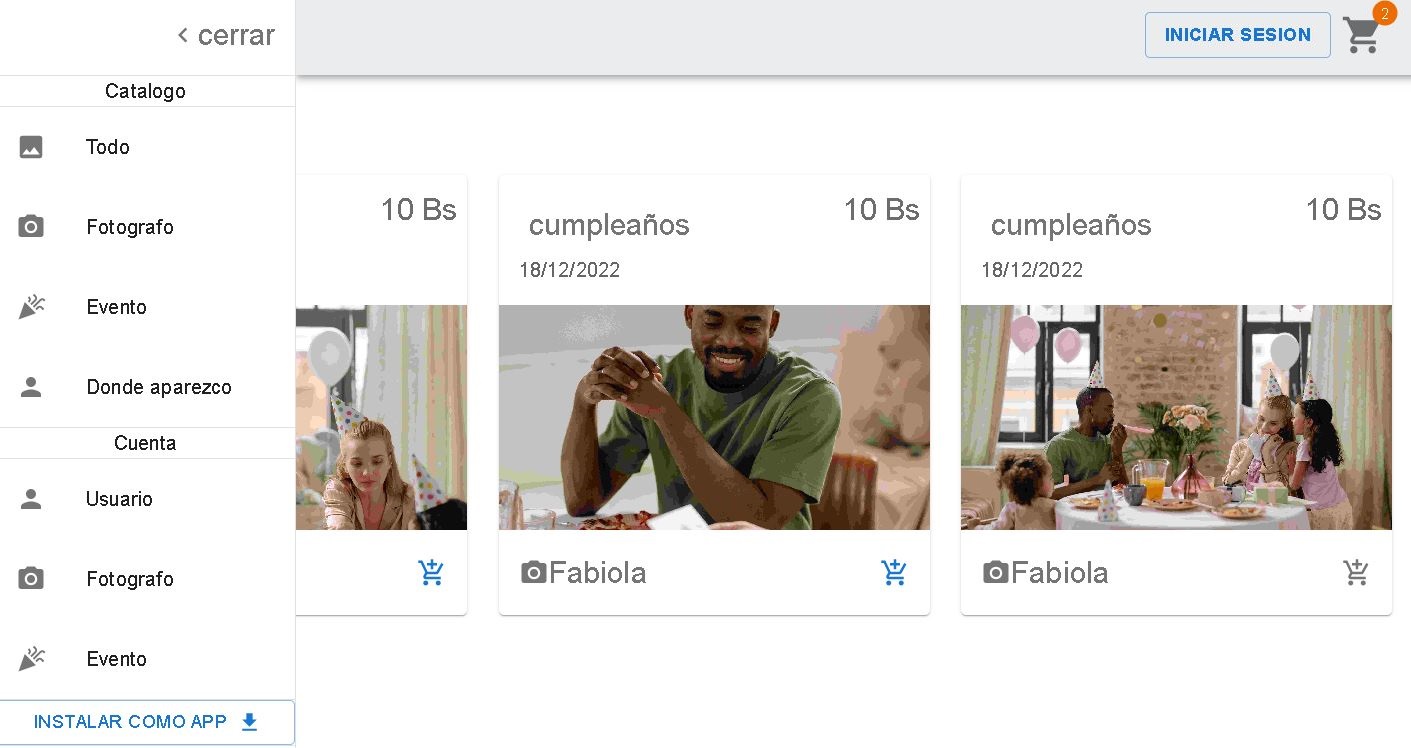 cerrar
INICIAR SESION
2
Catalogo
Todo
Fotografo
Evento
Donde aparezco
Cuenta
Usuario
Fotografo
Evento
INSTALAR COMO APP
10 Bs
cumpleaños
10 Bs
18/12/2022
Fabiola
cumpleaños
10 Bs
18/12/2022
Fabiola